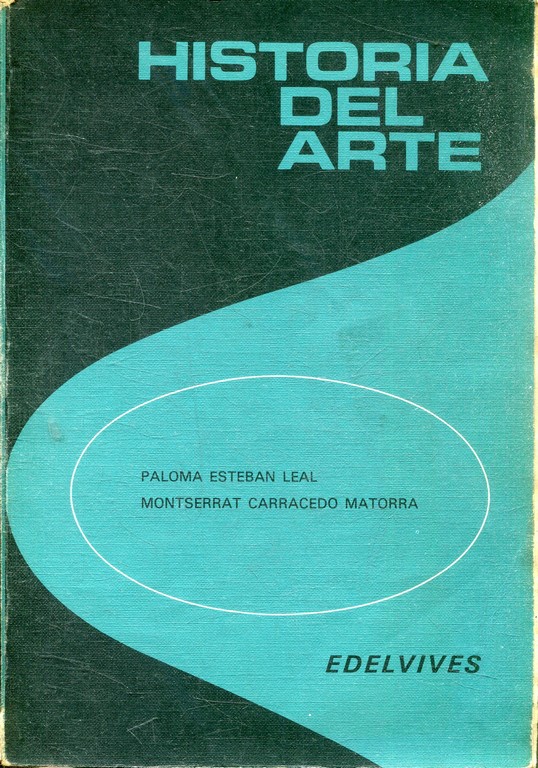 HISTORIA
DEL
ARTE
PALOMA ESTEBAN LEAL
MONTSERRAT CARRACEDO MATORRA
EDELVIVES